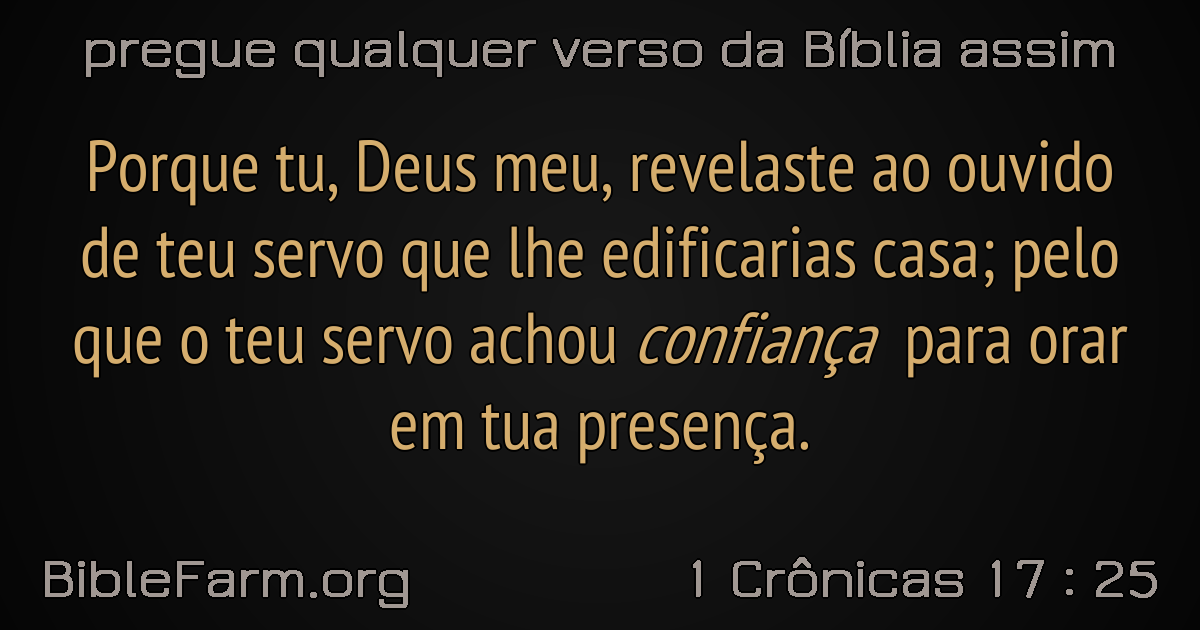 pregue qualquer verso da Bíblia assim
Porque tu, Deus meu, revelaste ao ouvido
de teu servo que lhe edificarias casa; pelo
que o teu servo achou confiança para orar
em tua presença.
BibleFarm.org
1 Crônicas 17 : 25